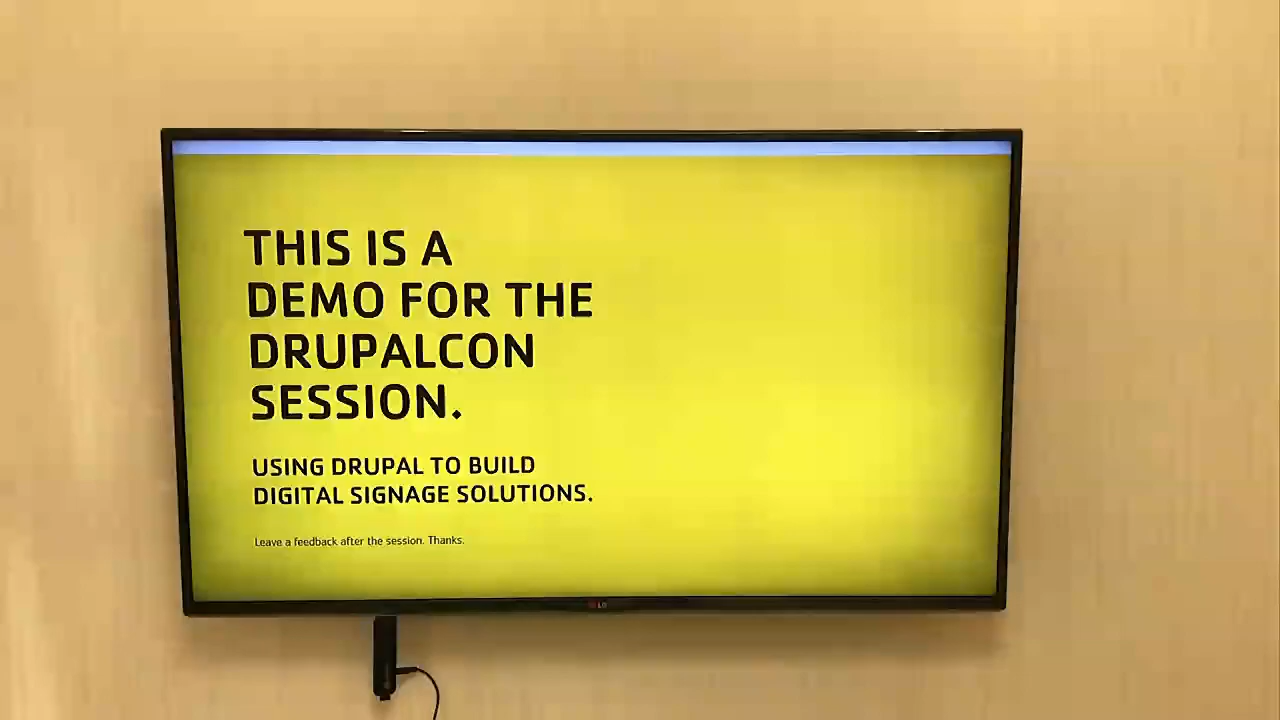 THIS IS A
DEMO FOR THE
DRUPALCON
SESSION.
USING DRUPAL TO BUILD
DIGITAL SIGNAGE SOLUTIONS.
Leave a feedback after the session. Thanks.
LG